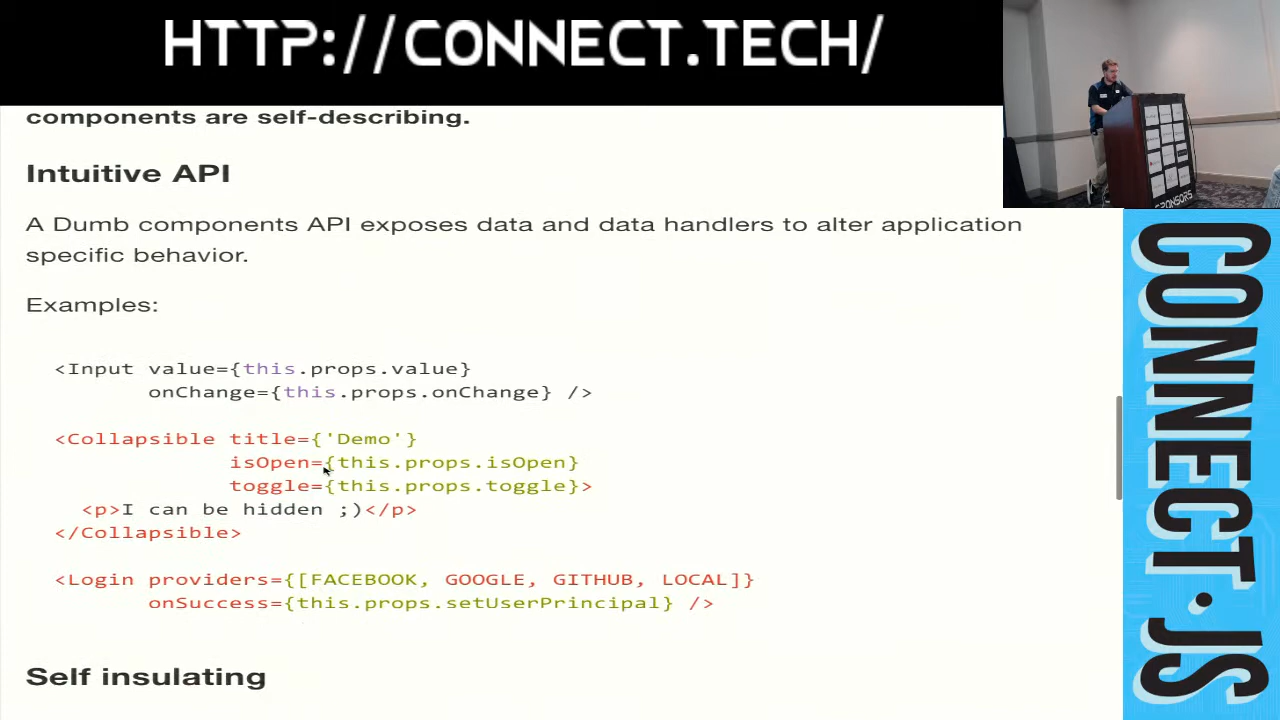 HTTP://CONNECT.TECH/
components are self-describing.
Intuitive API
A Dumb components API exposes data and data handlers to alter application
specific behavior.
Examples:
<Input value={this.props.value}
onChange={this.props.onChange} />
<Collapsible title={'Demo'}
isOpen={this.props.isOpen}
toggle={this.props.toggle}>
<p>I can be hidden ;)</p>
</Collapsible>
<Login providers={[FACEBOOK, GOOGLE, GITHUB, LOCAL]}
onSuccess={this.props.setUserPrincipal} />
Self insulating
SPONSORS
CONNECT.JS